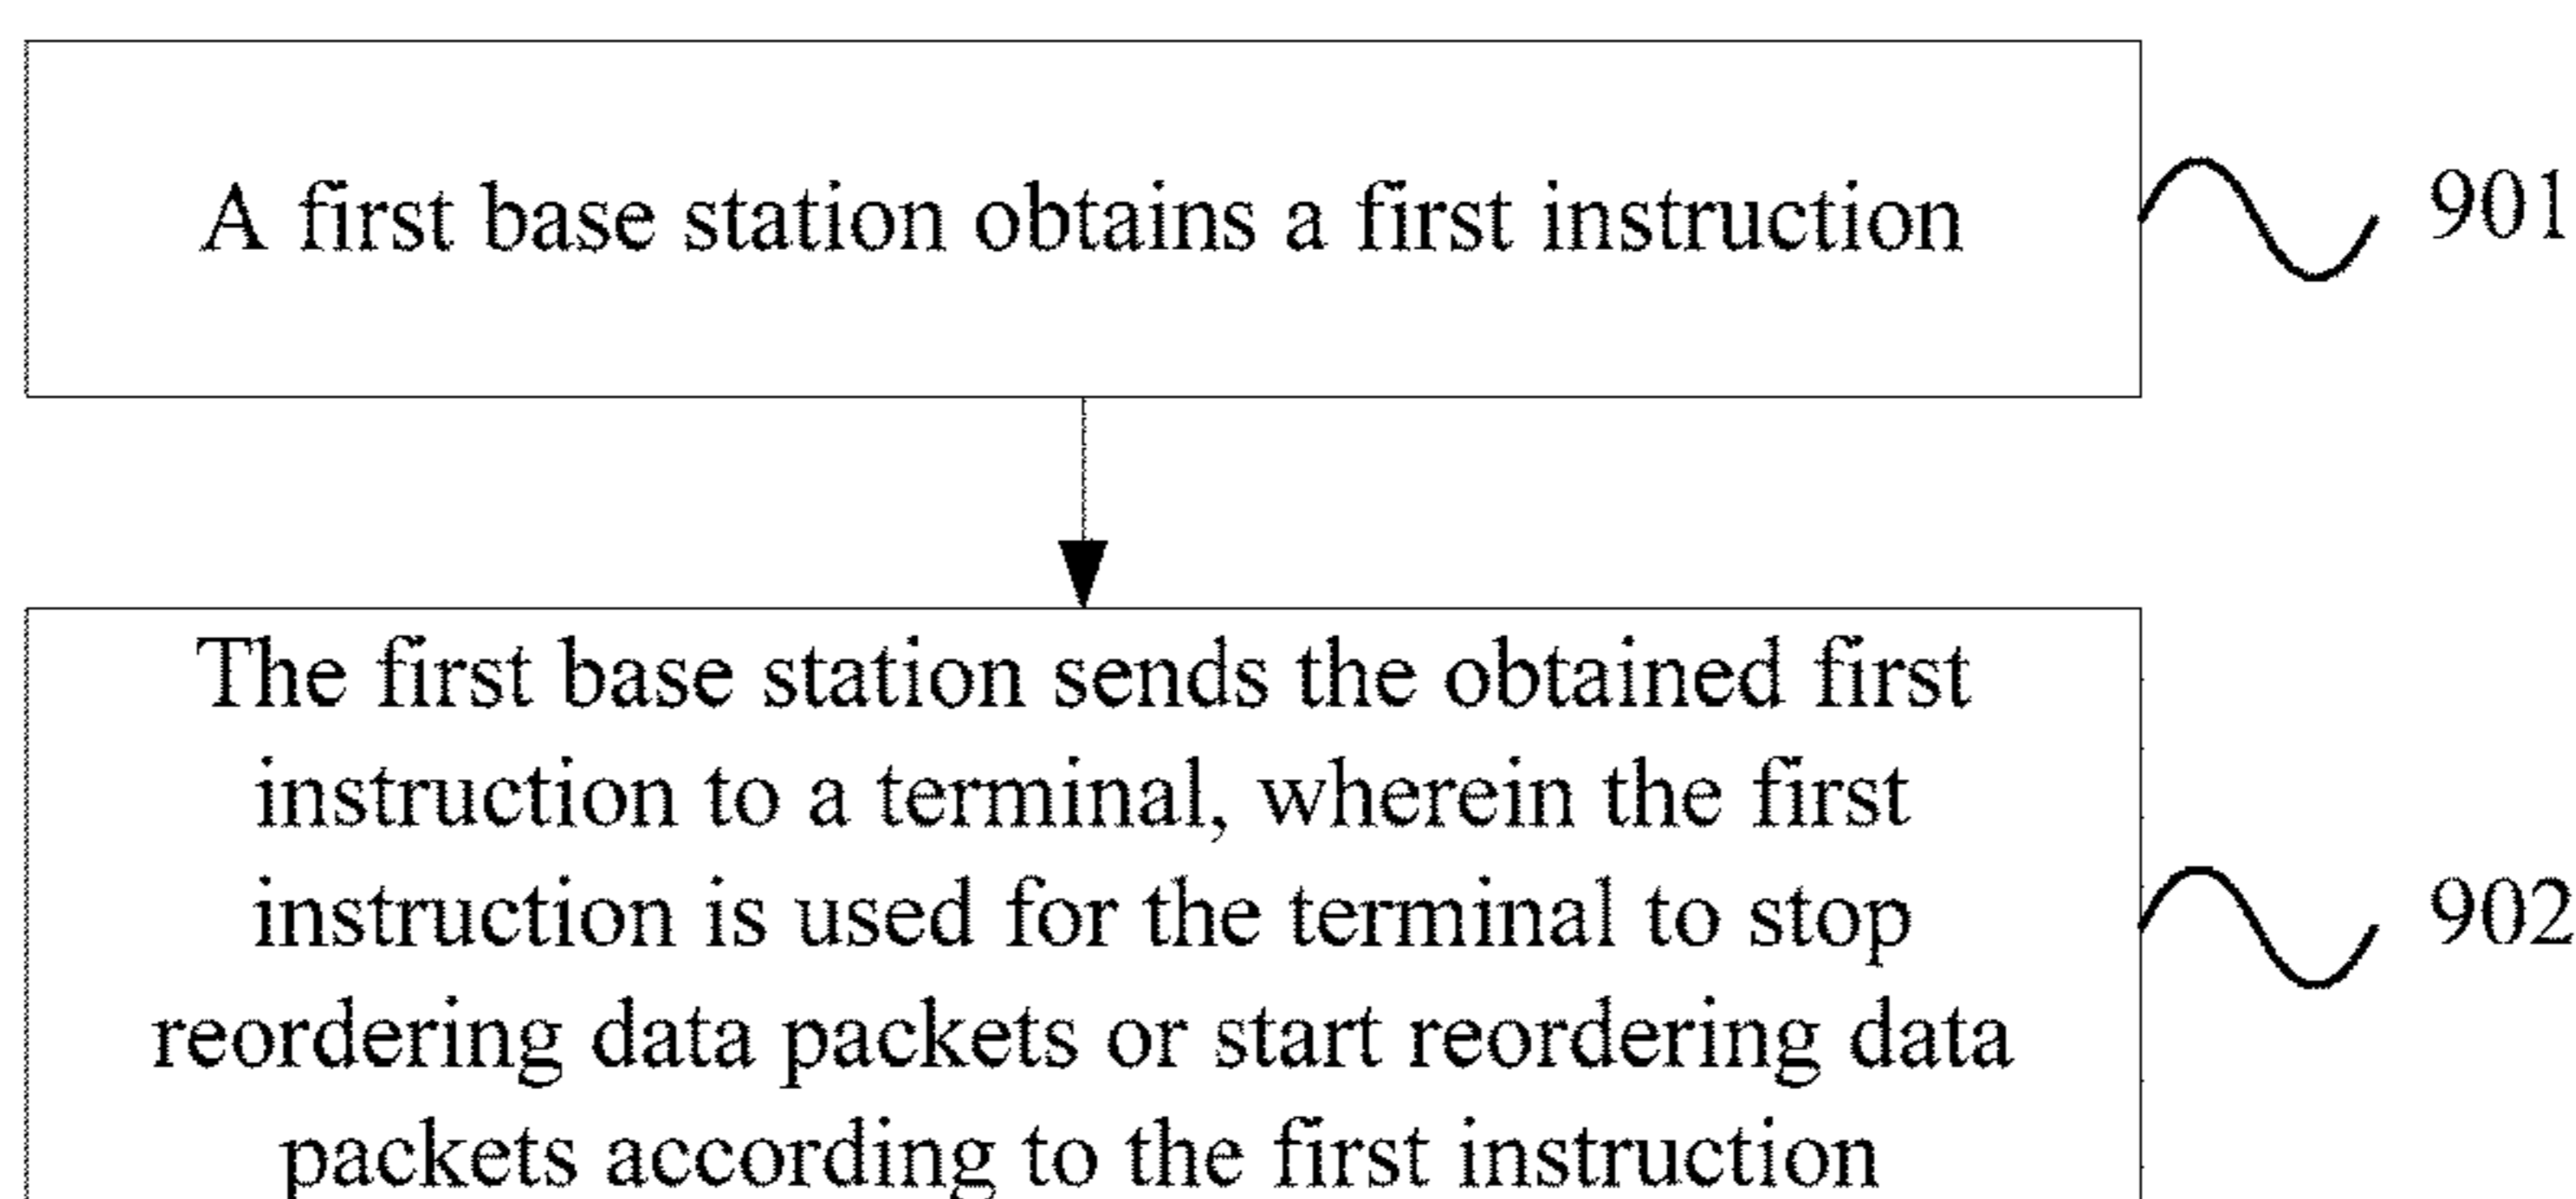 A first base station obtains a first instruction
901
The first base station sends the obtained first
instruction to a terminal, wherein the first
instruction is used for the terminal to stop
reordering data packets or start reordering data
packets according to the first instruction
902